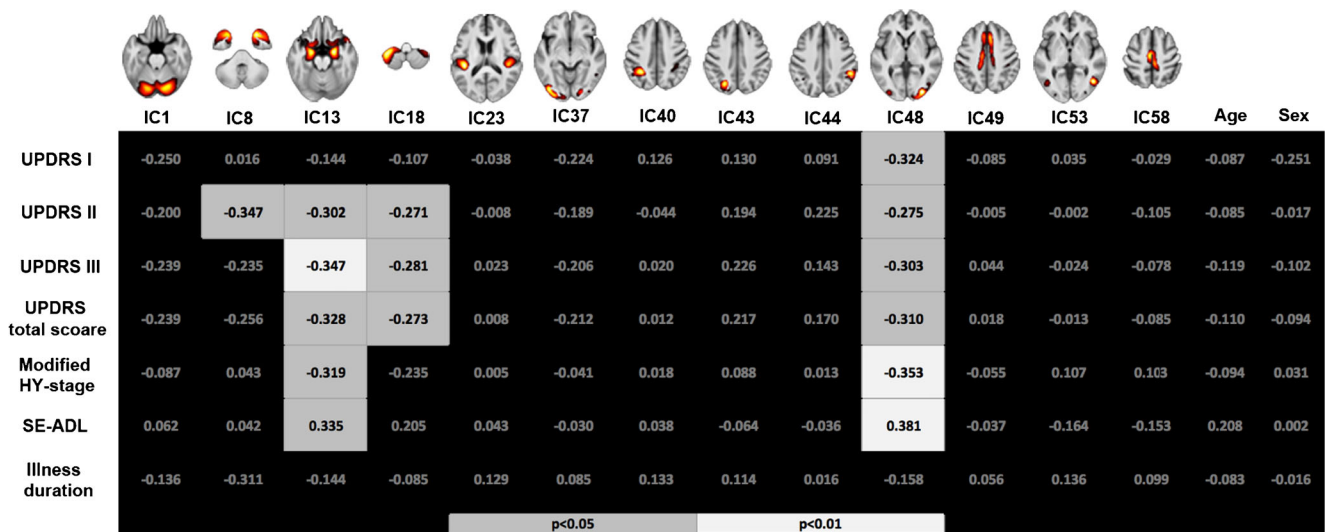 IC1 IC8 IC13 IC18 IC23 IC37 IC40 IC43 IC44 IC48 IC49 IC53 IC58 Age Sex
UPDRS I -0.250 0.016 -0.144 -0.107 -0.038 -0.224 0.126 0.130 0.091 -0.324 -0.085 0.035 -0.029 -0.087 -0.251
UPDRS II -0.200 -0.347 -0.302 -0.271 -0.008 -0.189 -0.044 0.194 0.225 -0.275 -0.005 -0.002 -0.105 -0.085 -0.017
UPDRS III -0.239 -0.235 -0.347 -0.281 0.023 -0.206 0.020 0.226 0.143 -0.303 0.044 -0.024 -0.078 -0.119 -0.102
UPDRS
total scoare -0.239 -0.256 -0.328 -0.273 0.008 -0.212 0.012 0.217 0.170 -0.310 0.018 -0.013 -0.085 -0.110 -0.094
Modified
HY-stage -0.087 0.043 -0.319 -0.235 0.005 -0.041 0.018 0.088 0.013 -0.353 -0.055 0.107 0.103 -0.094 0.031
SE-ADL 0.062 0.042 0.335 0.205 0.043 -0.030 0.038 -0.064 -0.036 0.381 -0.037 -0.164 -0.153 0.208 0.002
Illness
duration -0.136 -0.311 -0.144 -0.085 0.129 0.085 0.133 0.114 0.016 -0.158 0.056 0.136 0.099 -0.083 -0.016
p<0.05 p<0.01